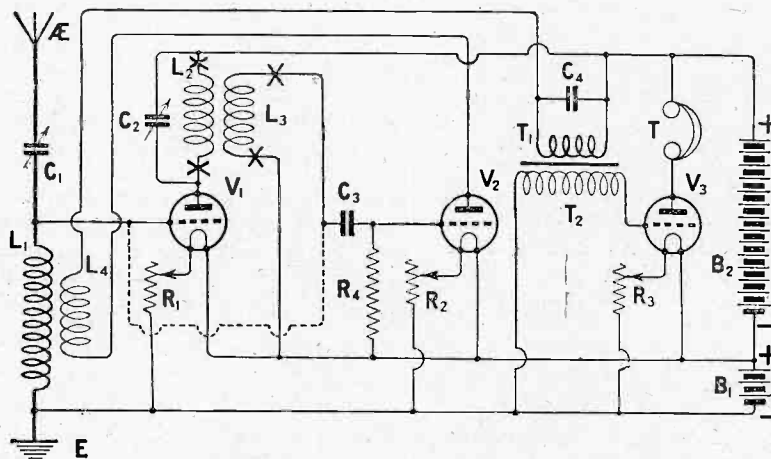 Æ
L₂
C₂
L₃
C₄
T₁
T
+
C₁
V₁
C₃
V₂
T₂
V₃
L₁
L₄
R₁
R₄
R₂
R₃
B₂
-
+
B₁
-
E